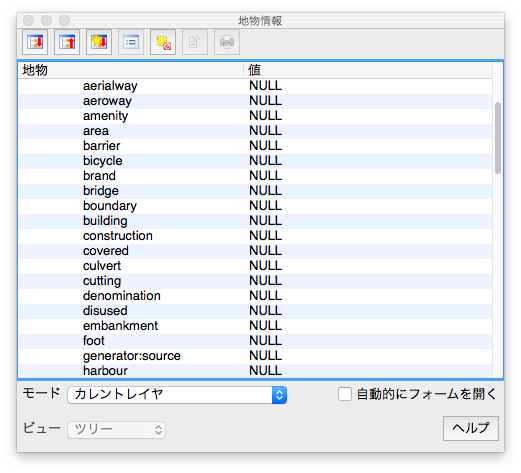 地物情報
地物 値
aerialway NULL
aeroway NULL
amenity NULL
area NULL
barrier NULL
bicycle NULL
brand NULL
bridge NULL
boundary NULL
building NULL
construction NULL
covered NULL
culvert NULL
cutting NULL
denomination NULL
disused NULL
embankment NULL
foot NULL
generator:source NULL
harbour NULL
モード カレントレイヤ 自動的にフォームを開く
ビュー ツリー ヘルプ